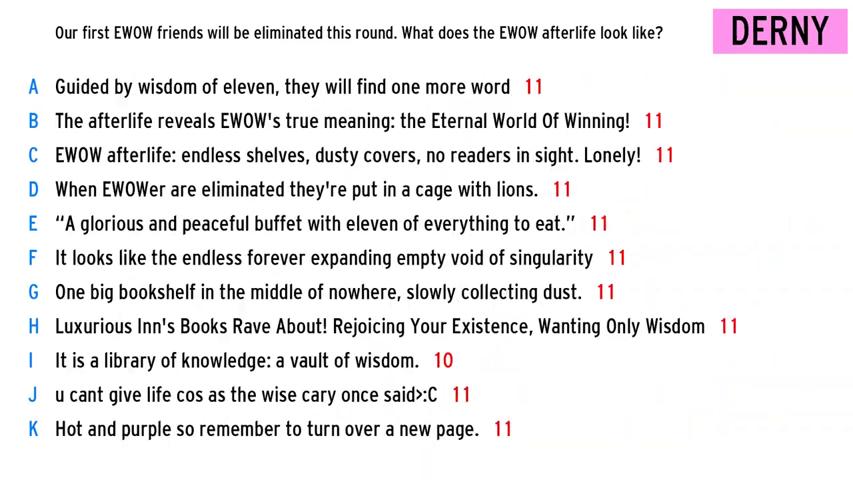 Our first EWOW friends will be eliminated this round. What does the EWOW afterlife look like?
DERNY
A Guided by wisdom of eleven, they will find one more word 11
B The afterlife reveals EWOW's true meaning: the Eternal World Of Winning! 11
C EWOW afterlife: endless shelves, dusty covers, no readers in sight. Lonely! 11
D When EWOWer are eliminated they're put in a cage with lions. 11
E “A glorious and peaceful buffet with eleven of everything to eat.” 11
F It looks like the endless forever expanding empty void of singularity 11
G One big bookshelf in the middle of nowhere, slowly collecting dust. 11
H Luxurious Inn's Books Rave About! Rejoicing Your Existence, Wanting Only Wisdom 11
I It is a library of knowledge: a vault of wisdom. 10
J u cant give life cos as the wise cary once said>:C 11
K Hot and purple so remember to turn over a new page. 11